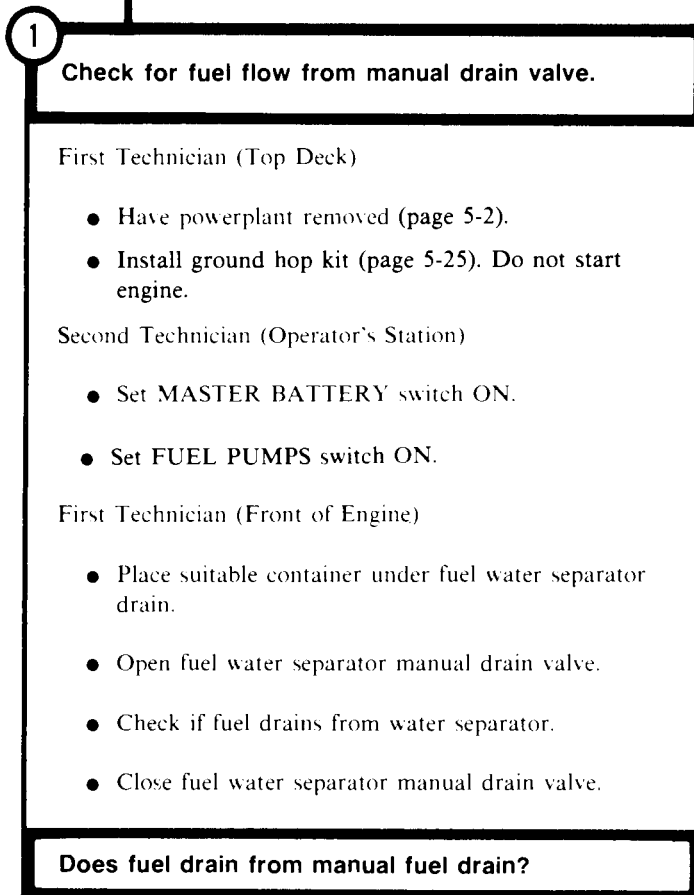 1
Check for fuel flow from manual drain valve.
First Technician (Top Deck)
● Have powerplant removed (page 5-2).
● Install ground hop kit (page 5-25). Do not start
engine.
Second Technician (Operator's Station)
● Set MASTER BATTERY switch ON.
● Set FUEL PUMPS switch ON.
First Technician (Front of Engine)
● Place suitable container under fuel water separator
drain.
● Open fuel water separator manual drain valve.
● Check if fuel drains from water separator.
● Close fuel water separator manual drain valve.
Does fuel drain from manual fuel drain?